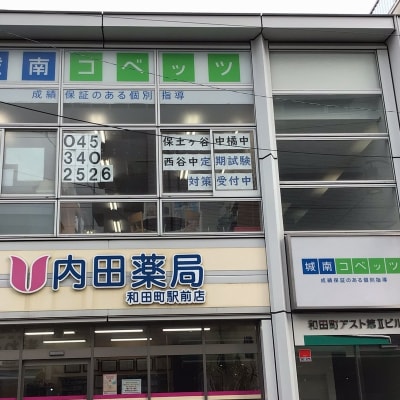 城南コベッツ
成績保証のある個別指導
045
340
2526
保土ヶ谷中橘中
西谷中定期試験
対策受付中
内田薬局
和田町駅前店
城南コベッツ
成績保証のある個別指導
和田町アスト第Ⅱビル